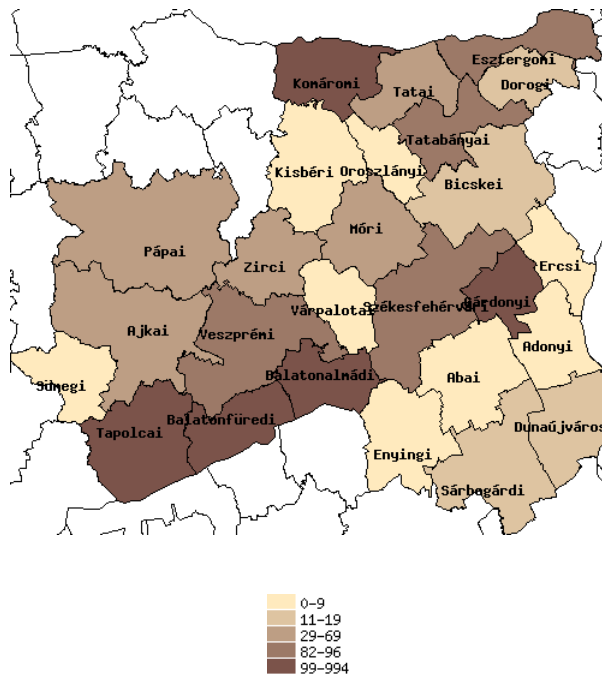 Esztergomi
Komáromi
Dorogi
Tatai
Tatabányai
Kisbéri
Oroszlányi
Bicskei
Móri
Pápai
Zirci
Ercsi
Gárdonyi
Várpalotai
Székesfehérvári
Ajkai
Veszprémi
Adonyi
Balatonalmádi
Abai
Sümegi
Balatonfüredi
Dunaújváros
Tapolcai
Enyingi
Sárbogárdi
0-9
11-19
29-69
82-96
99-994